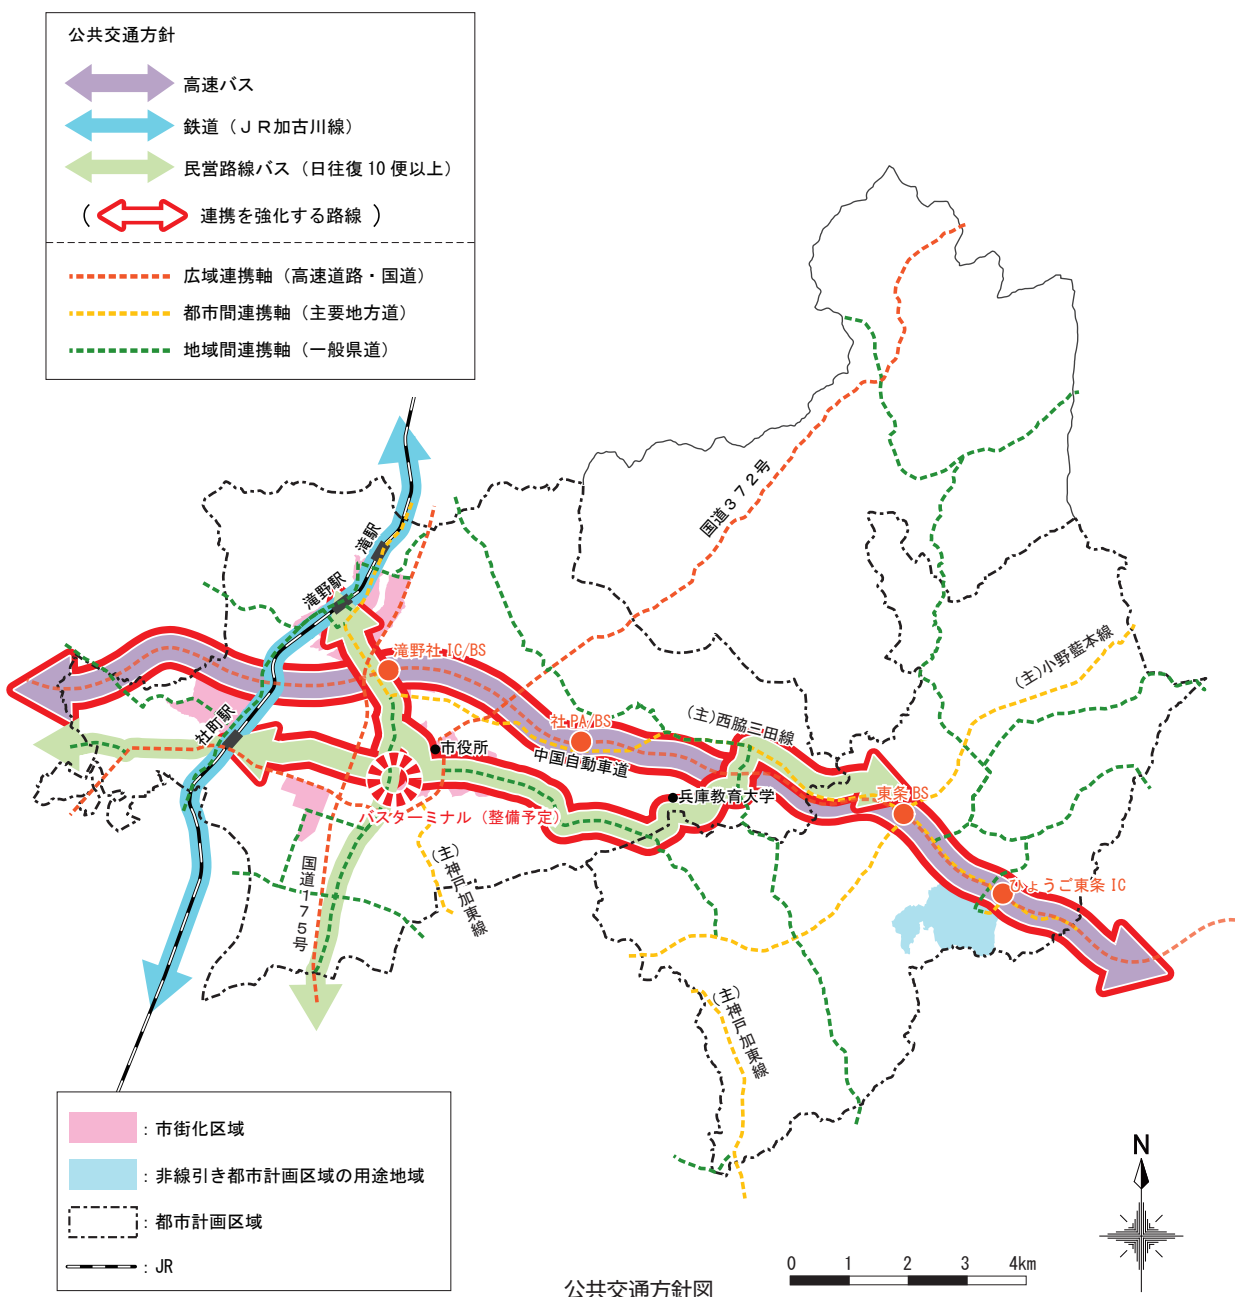 公共交通方針
高速バス
鉄道（ＪＲ加古川線）
民営路線バス（日往復10便以上）
（ 連携を強化する路線 ）
広域連携軸（高速道路・国道）
都市間連携軸（主要地方道）
地域間連携軸（一般県道）
国道３７２号
滝駅
滝野駅
滝野社 IC/BS
(主)小野藍本線
社町駅
社 PA/BS
(主)西脇三田線
市役所
中国自動車道
兵庫教育大学
東条 BS
バスターミナル（整備予定）
(主)神戸加東線
国道１７５号
ひょうご東条 IC
(主)神戸加東線
：市街化区域
：非線引き都市計画区域の用途地域
：都市計画区域
：JR
N
0 1 2 3 4km
公共交通方針図